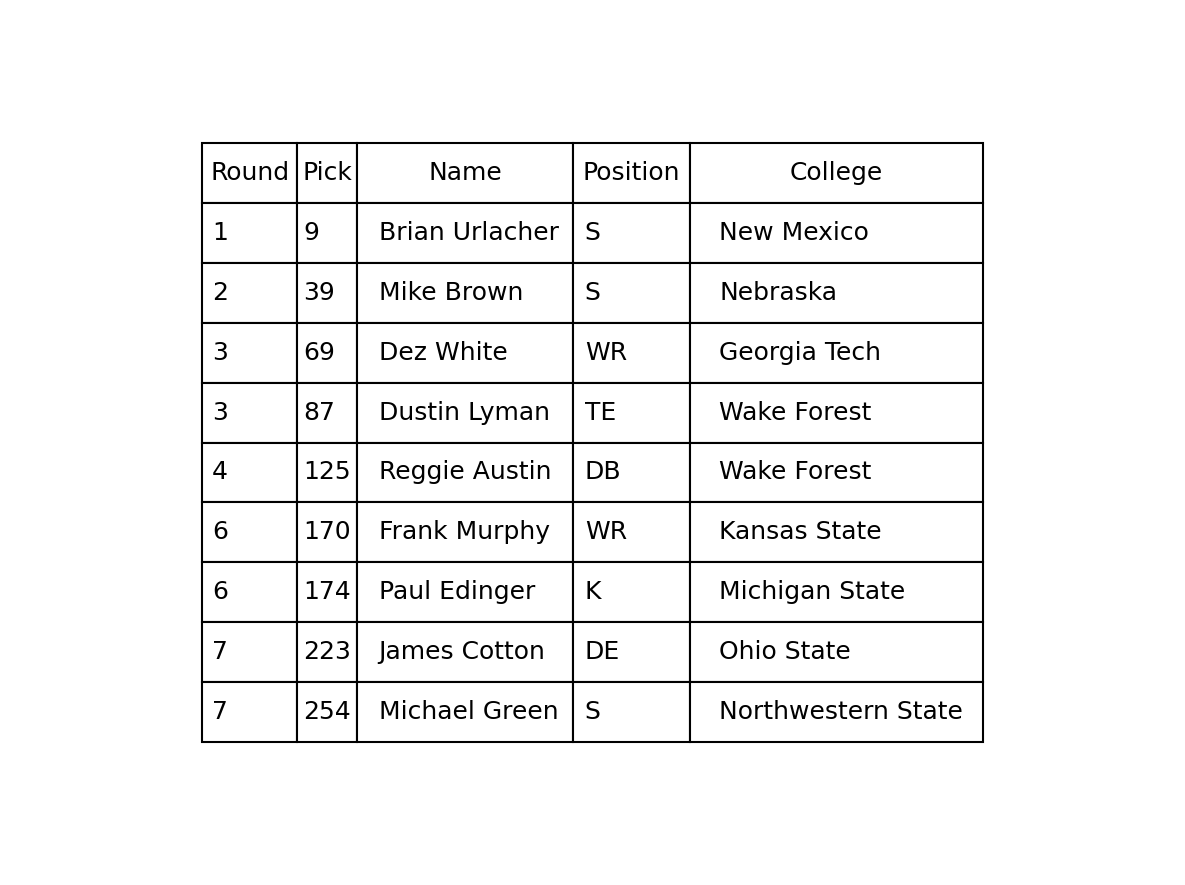 Round Pick Name Position College
1 9 Brian Urlacher S New Mexico
2 39 Mike Brown S Nebraska
3 69 Dez White WR Georgia Tech
3 87 Dustin Lyman TE Wake Forest
4 125 Reggie Austin DB Wake Forest
6 170 Frank Murphy WR Kansas State
6 174 Paul Edinger K Michigan State
7 223 James Cotton DE Ohio State
7 254 Michael Green S Northwestern State